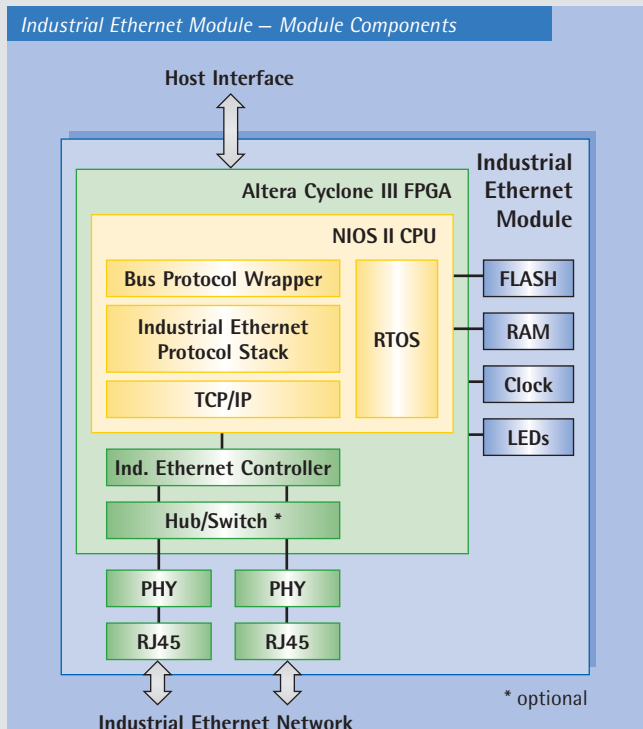 Industrial Ethernet Module — Module Components
Host Interface
Industrial
Ethernet
Module
Altera Cyclone III FPGA
NIOS II CPU
Bus Protocol Wrapper
Industrial Ethernet
Protocol Stack
TCP/IP
RTOS
FLASH
RAM
Clock
LEDs
Ind. Ethernet Controller
Hub/Switch *
PHY
PHY
RJ45
RJ45
* optional
Industrial Ethernet Network